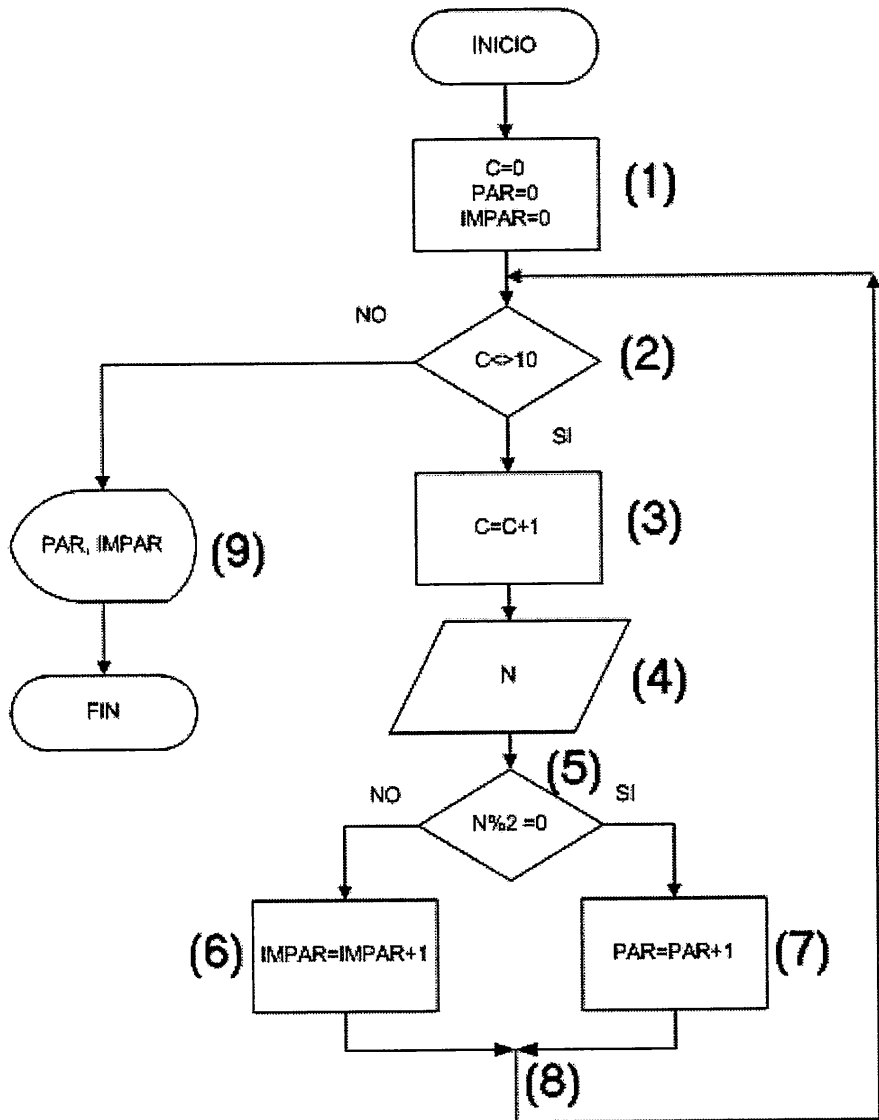 INICIO
C=0
PAR=0
IMPAR=0
(1)
NO
C<>10
(2)
SI
C=C+1
(3)
PAR, IMPAR
(9)
N
(4)
FIN
(5)
NO
SI
N%2 =0
(6)
IMPAR=IMPAR+1
PAR=PAR+1
(7)
(8)